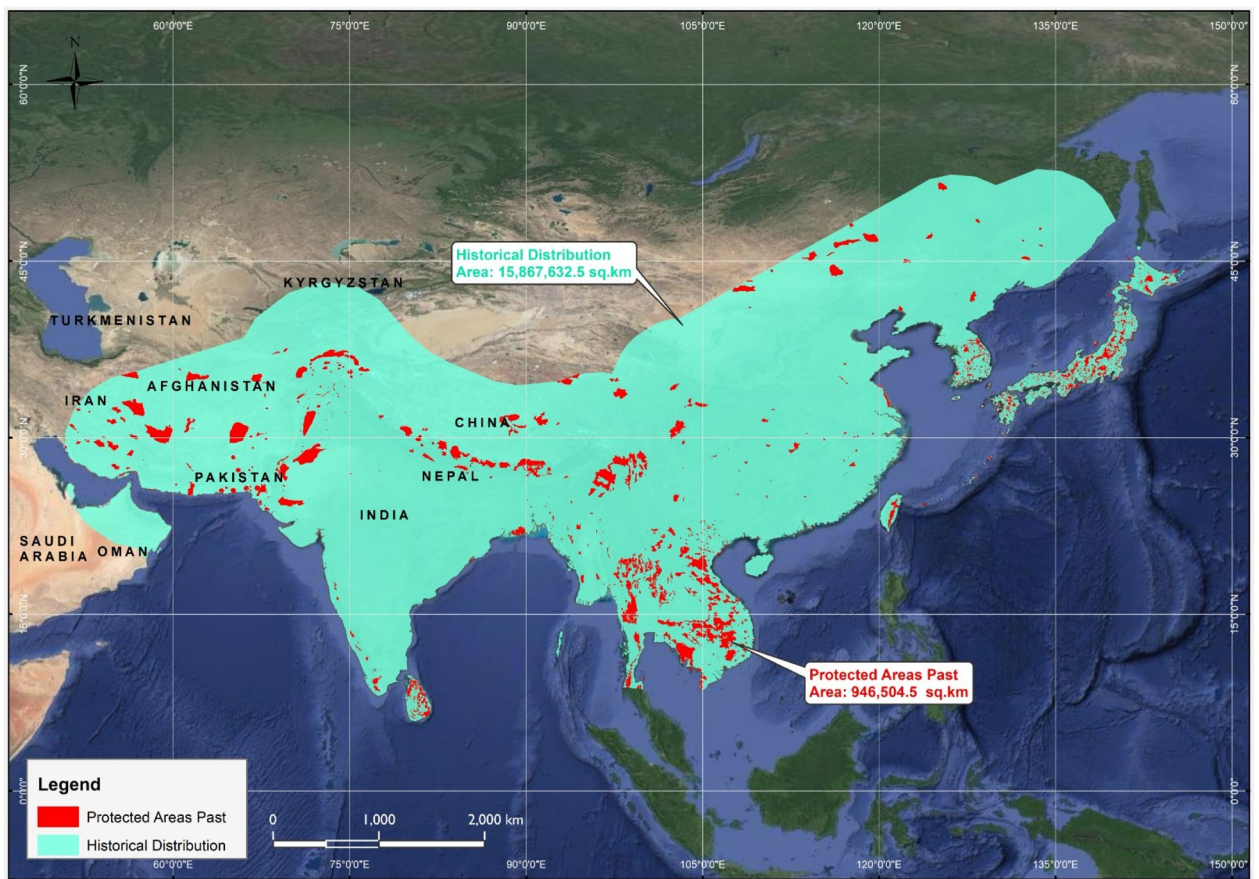 60°0'0"E 75°0'0"E 90°0'0"E 105°0'0"E 120°0'0"E 135°0'0"E 150°0'0"E
N
60°0'0"N 60°0'0"N
Historical Distribution
Area: 15,867,632.5 sq.km
45°0'0"N 45°0'0"N
KYRGYZSTAN
TURKMENISTAN
AFGHANISTAN
IRAN
CHINA
30°0'0"N 30°0'0"N
PAKISTAN
NEPAL
INDIA
SAUDI
ARABIA
OMAN
15°0'0"N 15°0'0"N
Protected Areas Past
Area: 946,504.5 sq.km
Legend
Protected Areas Past
Historical Distribution
0 1,000 2,000 km
0°0'0" 0°0'0"
60°0'0"E 75°0'0"E 90°0'0"E 105°0'0"E 120°0'0"E 135°0'0"E 150°0'0"E